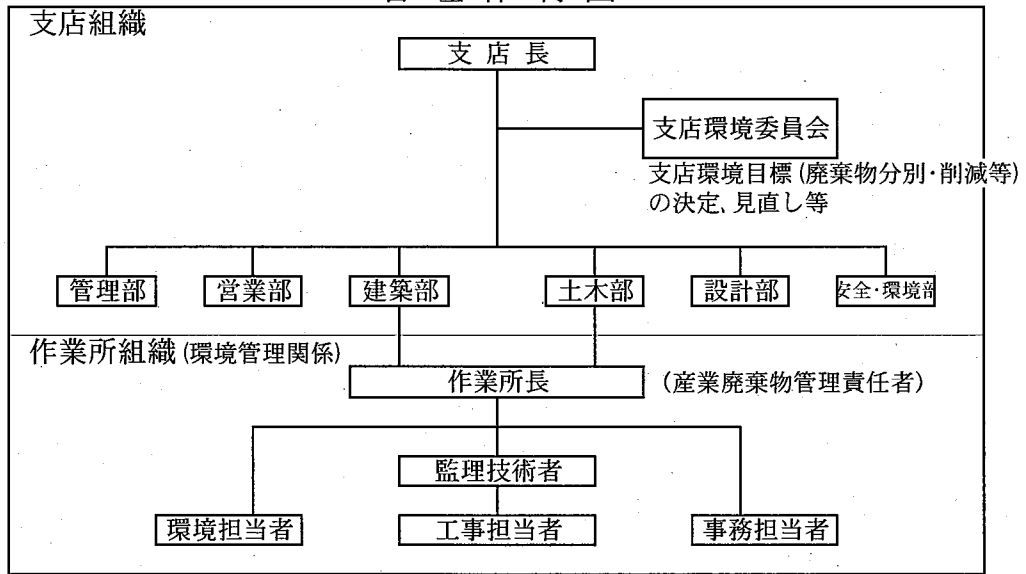 支店組織
支店長
支店環境委員会
支店環境目標(廃棄物分別・削減等)
の決定、見直し等
管理部 営業部 建築部 土木部 設計部 安全・環境部
作業所組織(環境管理関係)
作業所長 (産業廃棄物管理責任者)
監理技術者
環境担当者 工事担当者 事務担当者